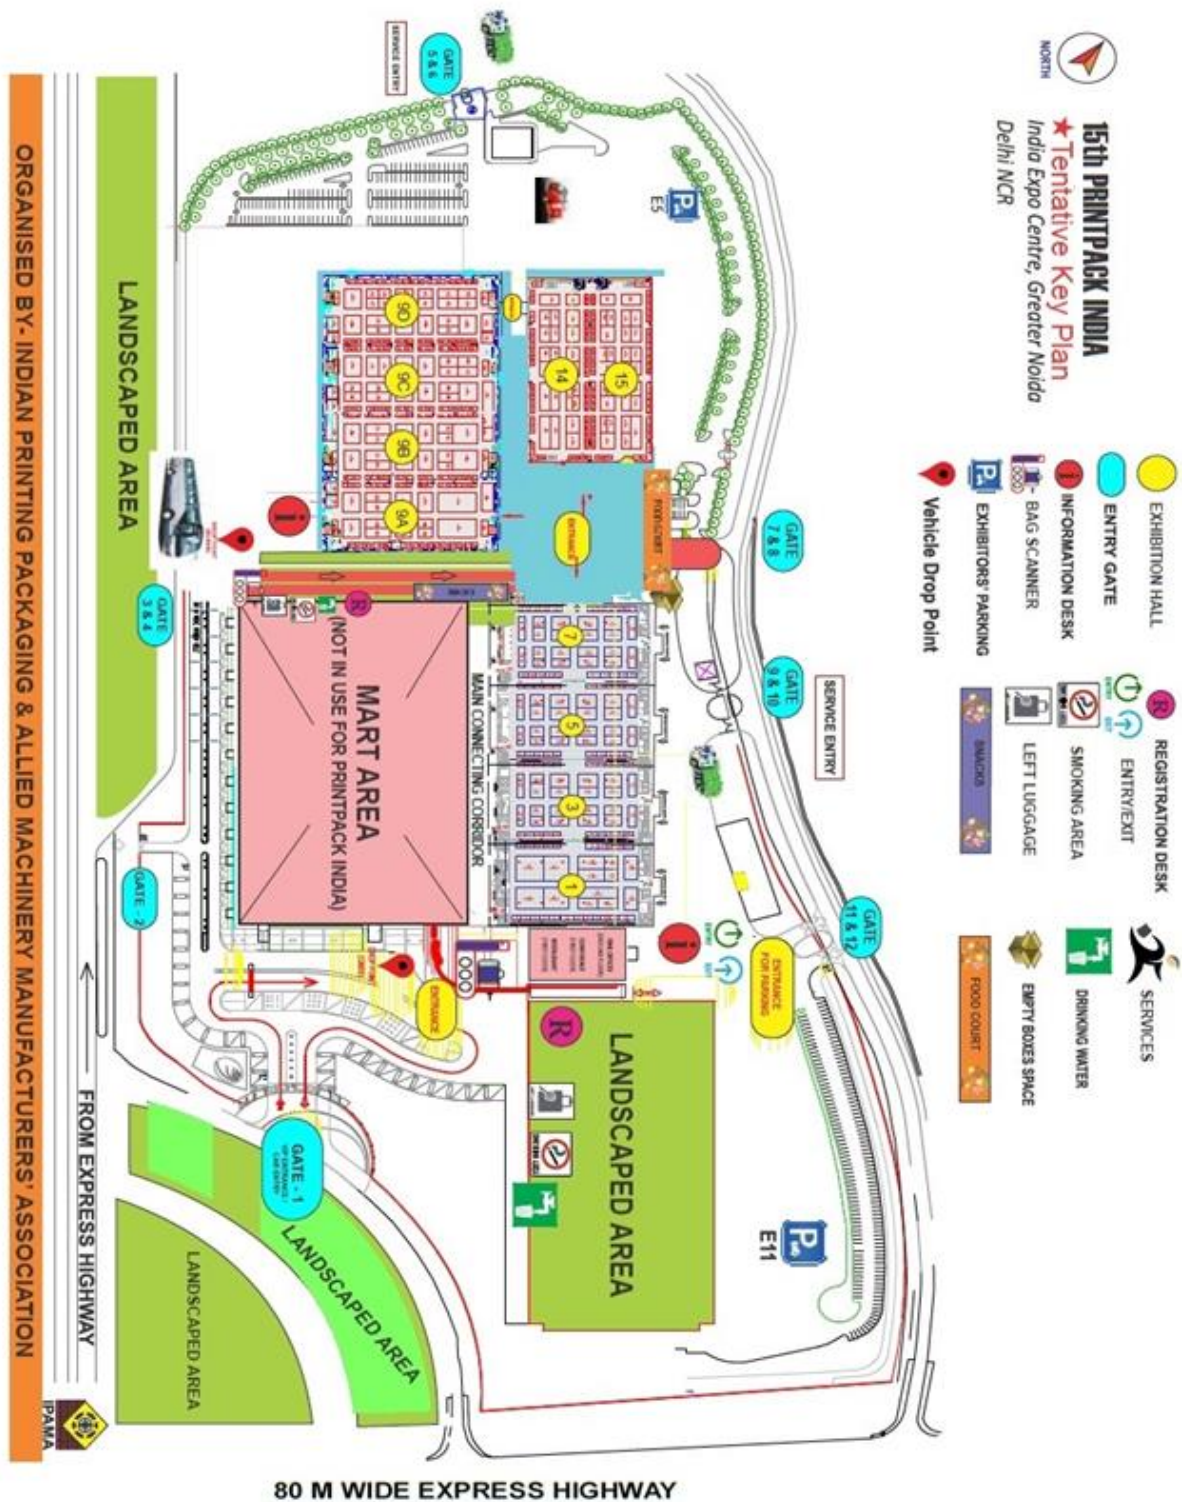 NORTH
15th PRINTPACK INDIA
★Tentative Key Plan
India Expo Centre, Greater Noida
Delhi NCR
EXHIBITION HALL
ENTRY GATE
INFORMATION DESK
BAG SCANNER
EXHIBITORS' PARKING
Vehicle Drop Point
REGISTRATION DESK
ENTRY/EXIT
SMOKING AREA
LEFT LUGGAGE
SNACKS
SERVICES
DRINKING WATER
EMPTY BOXES SPACE
FOOD COURT
GATE
5 & 6
SERVICE ENTRY
E5
15
14
9D
9C
9B
9A
ENTRANCE
GATE
7 & 8
GATE
9 & 10
SERVICE ENTRY
GATE
11 & 12
7
5
3
1
MAIN CONNECTING CORRIDOR
MART AREA
(NOT IN USE FOR PRINTPACK INDIA)
R
GATE
3 & 4
GATE - 2
ENTRANCE
ENTRY
EXIT
ENTRANCE
FOR PARKING
R
LANDSCAPED AREA
E11
GATE - 1
LANDSCAPED AREA
LANDSCAPED AREA
LANDSCAPED AREA
FROM EXPRESS HIGHWAY
IPAMA
ORGANISED BY- INDIAN PRINTING PACKAGING & ALLIED MACHINERY MANUFACTURERS' ASSOCIATION
80 M WIDE EXPRESS HIGHWAY